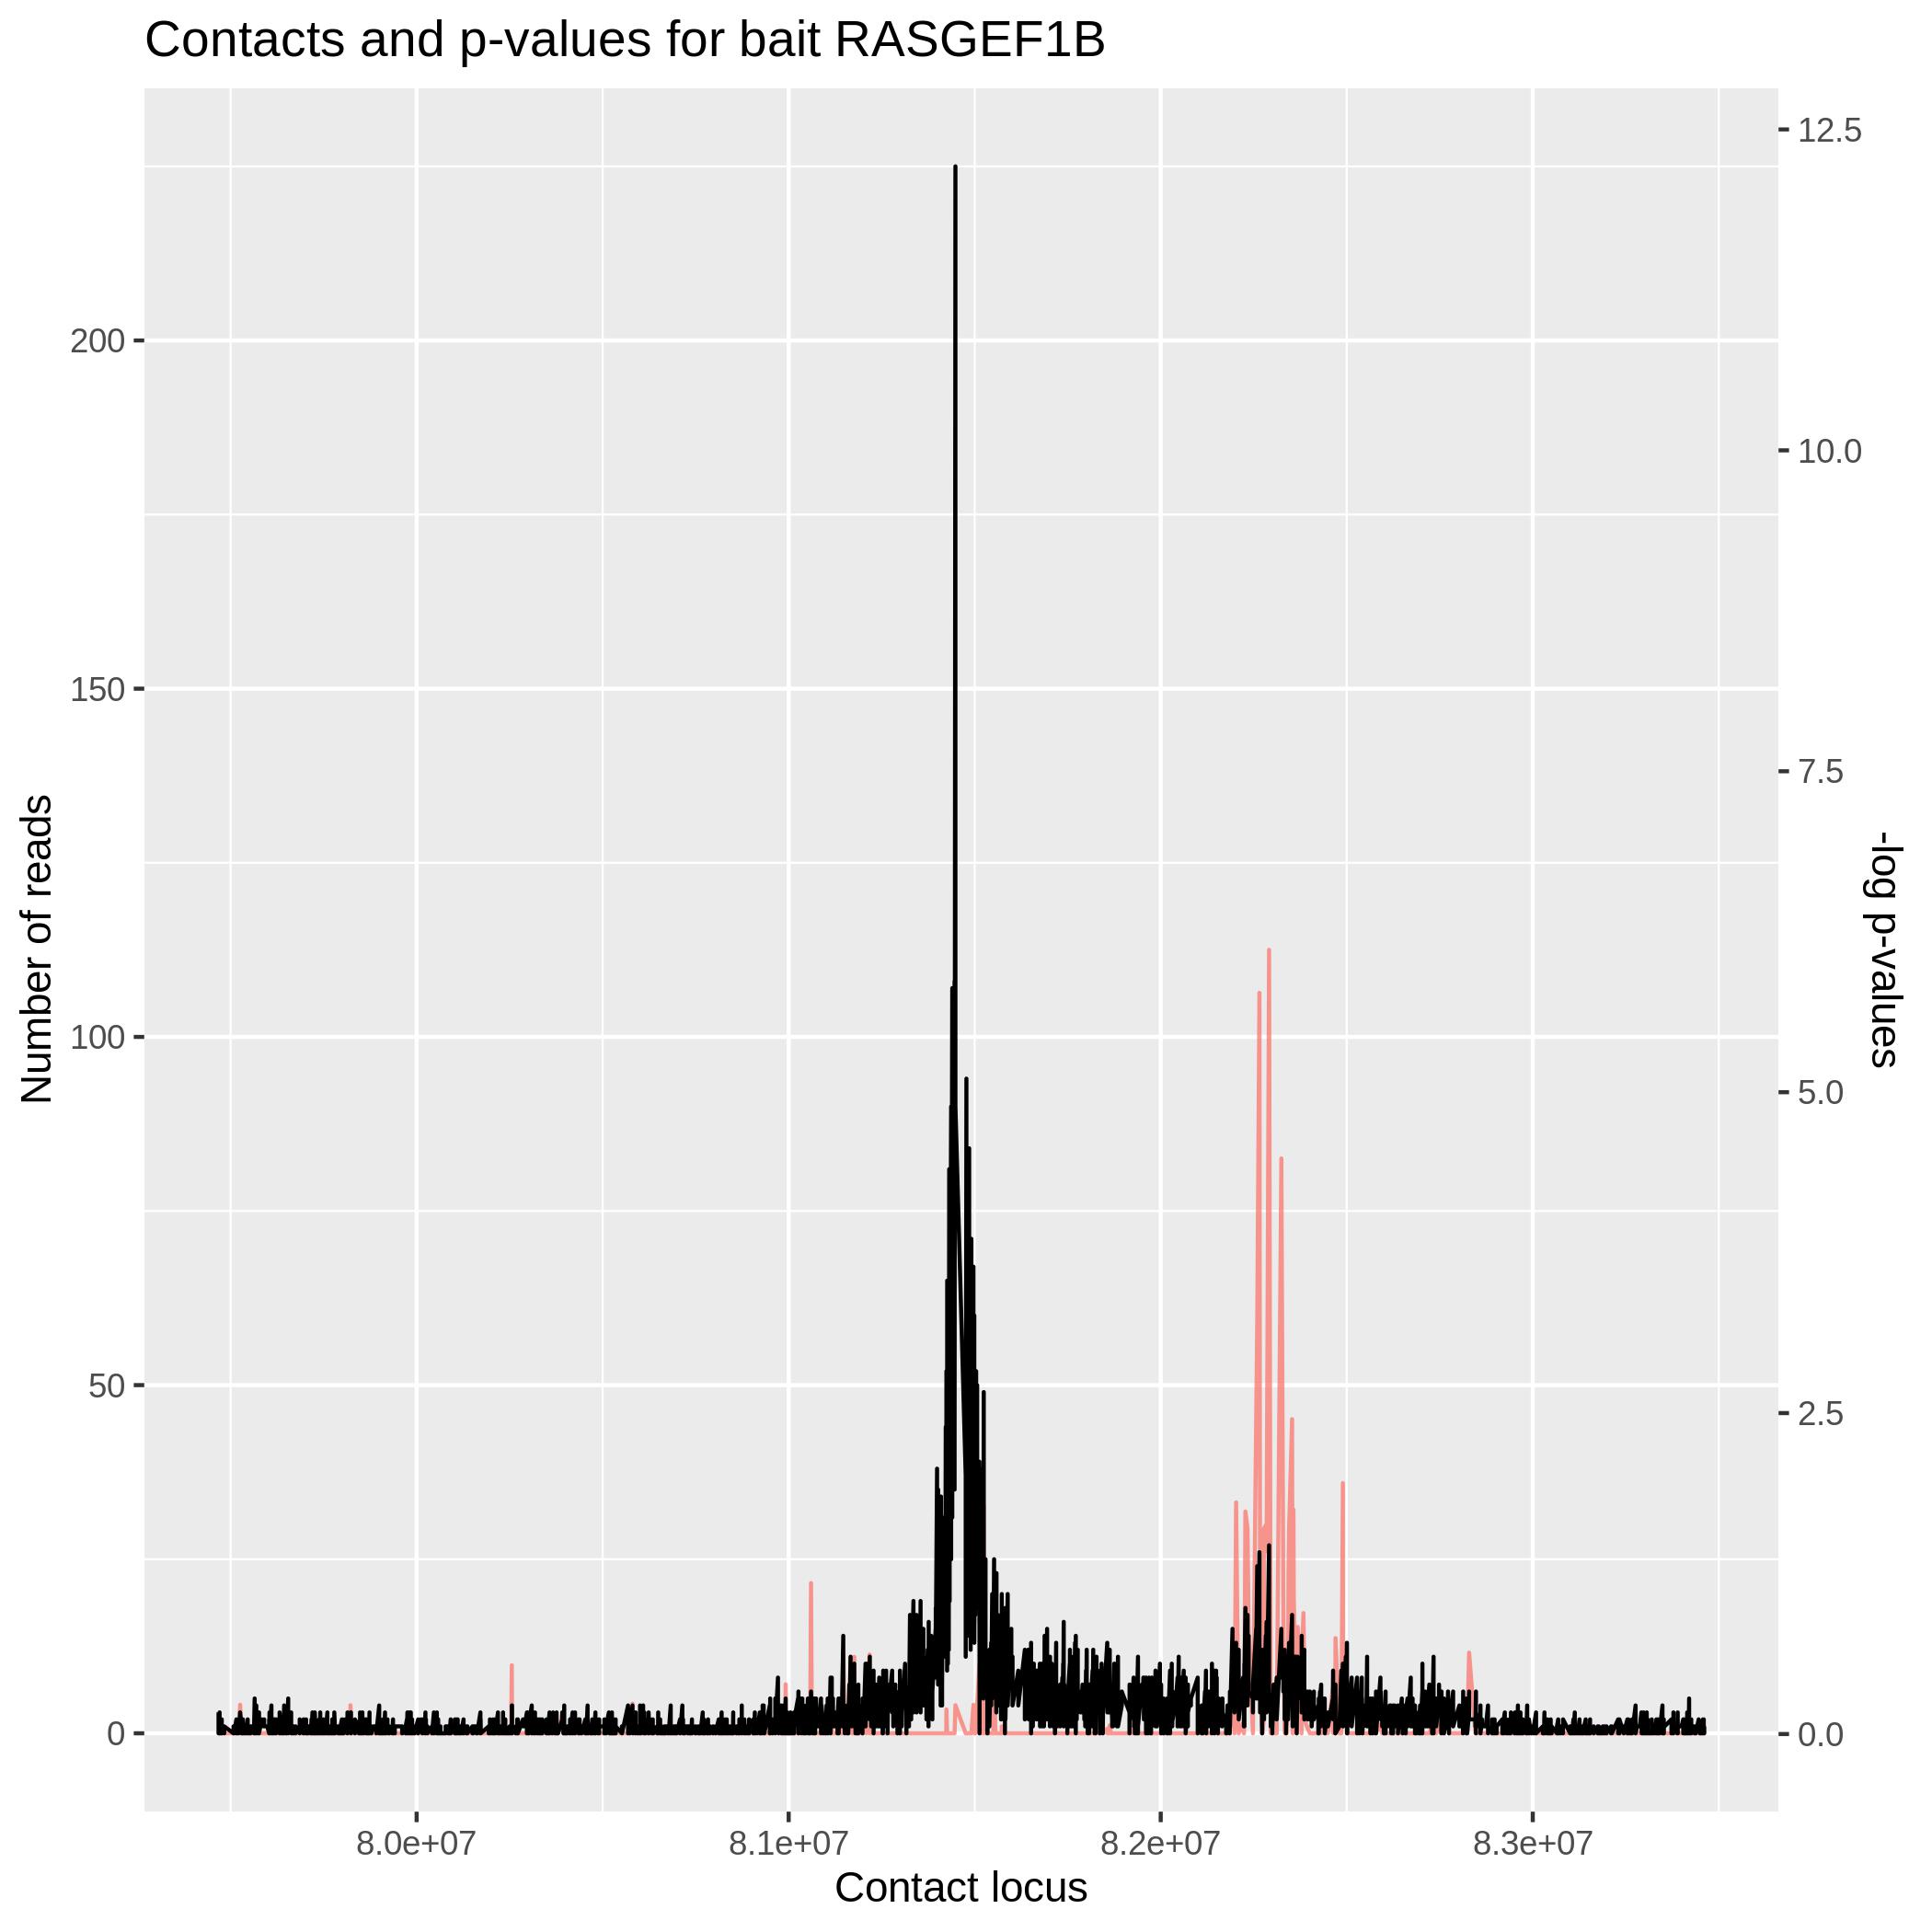 Contacts and p-values for bait RASGEF1B
Number of reads
200
150
100
50
0
12.5
10.0
7.5
5.0
2.5
0.0
-log p-values
8.0e+07
8.1e+07
8.2e+07
8.3e+07
Contact locus